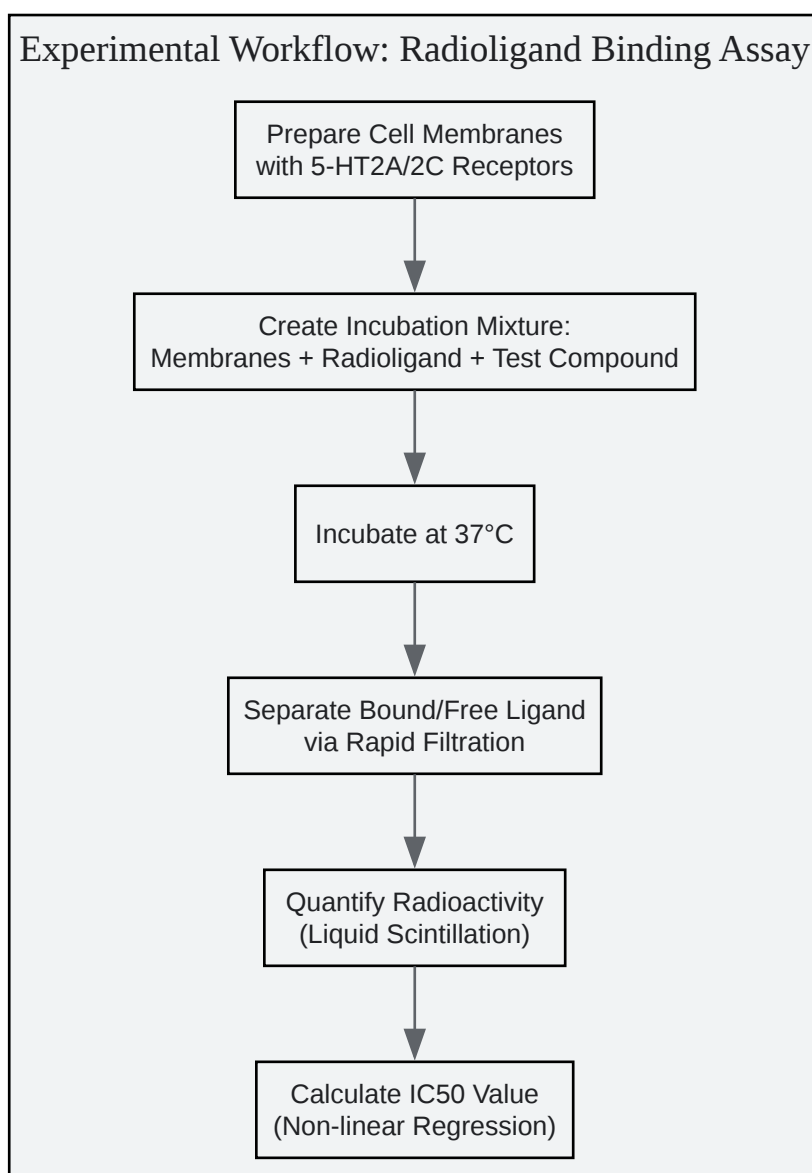 Experimental Workflow: Radioligand Binding Assay
Prepare Cell Membranes
with 5-HT2A/2C Receptors
Create Incubation Mixture:
Membranes + Radioligand + Test Compound
Incubate at 37°C
Separate Bound/Free Ligand
via Rapid Filtration
Quantify Radioactivity
(Liquid Scintillation)
Calculate IC50 Value
(Non-linear Regression)